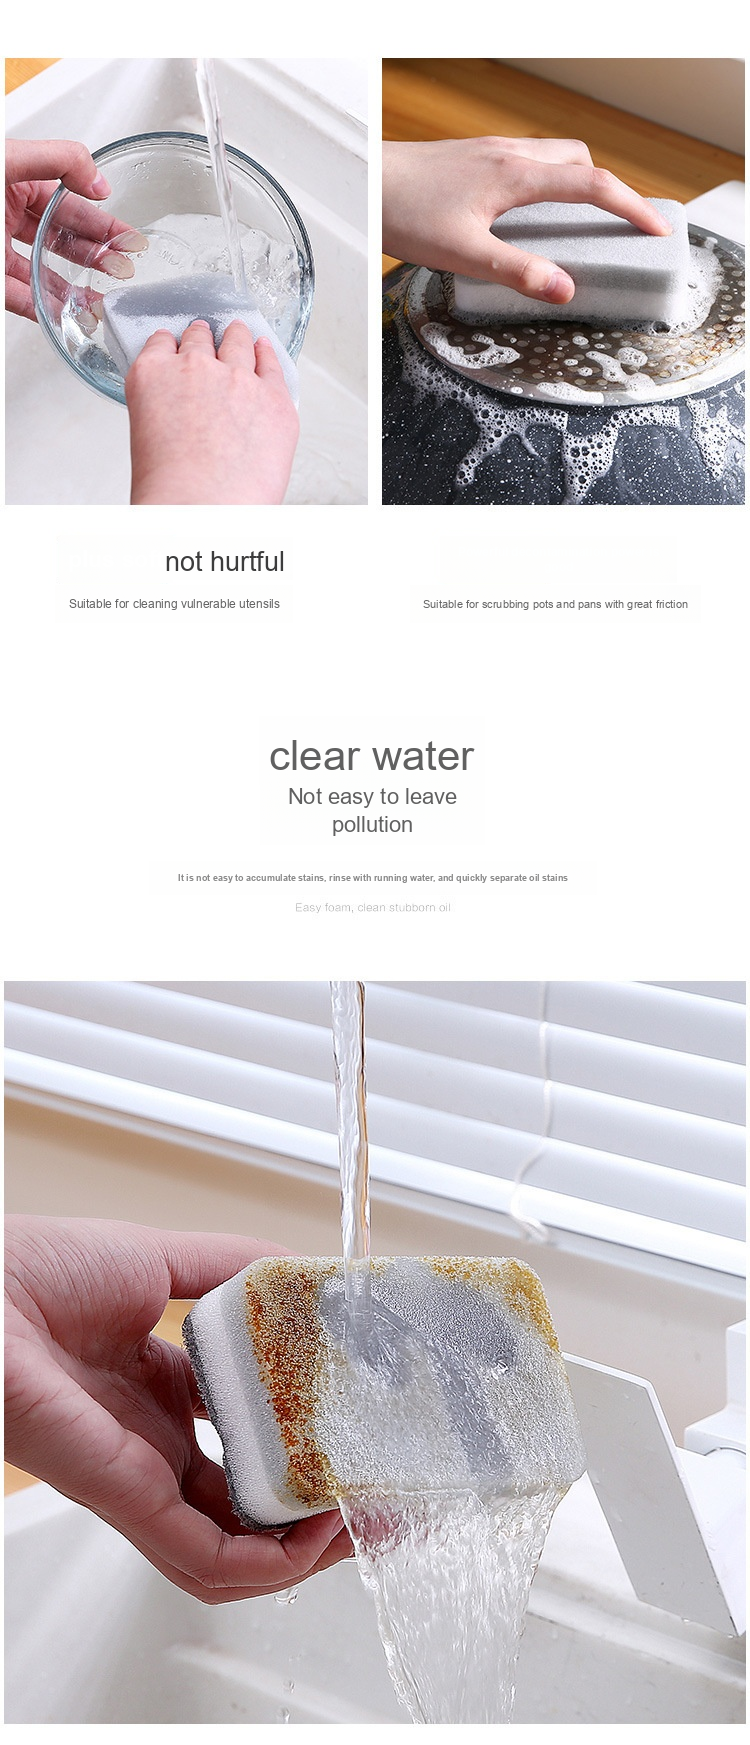 not hurtful
Suitable for cleaning vulnerable utensils
Suitable for scrubbing pots and pans with great friction
clear water
Not easy to leave
pollution
It is not easy to accumulate stains, rinse with running water, and quickly separate oil stains
Easy foam, clean stubborn oil